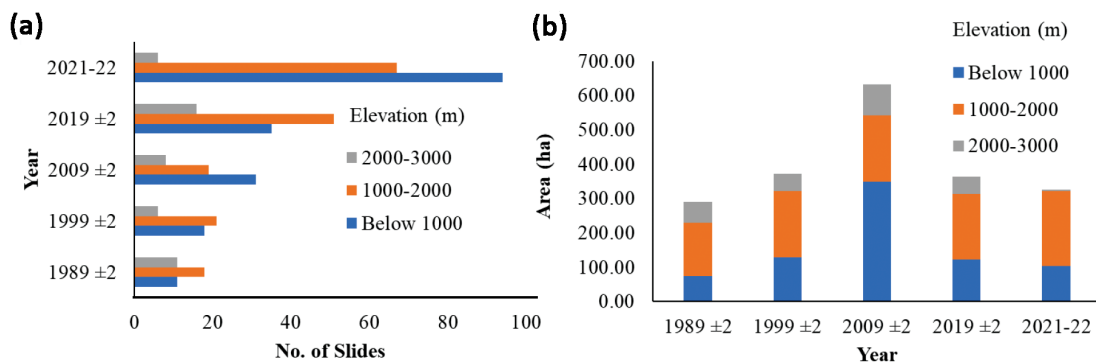 (a)
2021-22
2019 ±2
2009 ±2
1999 ±2
1989 ±2
Year
Elevation (m)
2000-3000
1000-2000
Below 1000
0 20 40 60 80 100
No. of Slides
(b)
Elevation (m)
Below 1000
1000-2000
2000-3000
700.00
600.00
500.00
400.00
300.00
200.00
100.00
0.00
Area (ha)
1989 ±2 1999 ±2 2009 ±2 2019 ±2 2021-22
Year